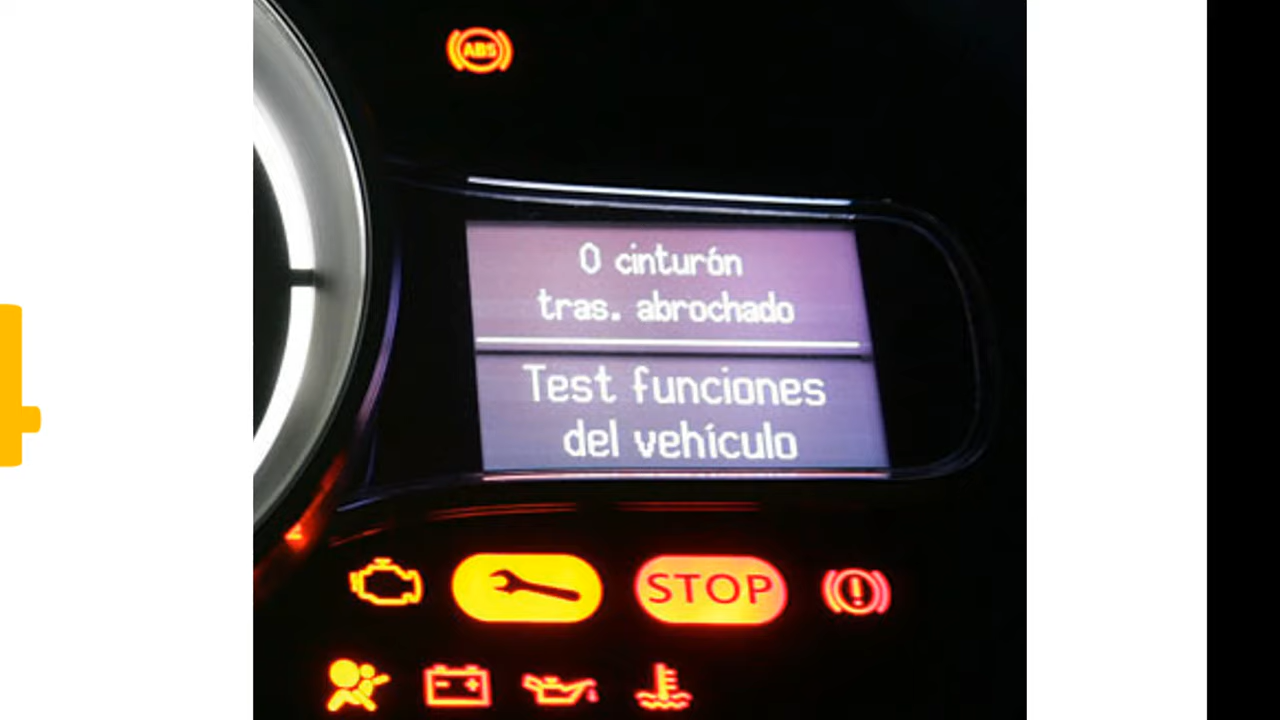 ABS
0 cinturón
tras. abrochado
Test funciones
del vehículo
STOP